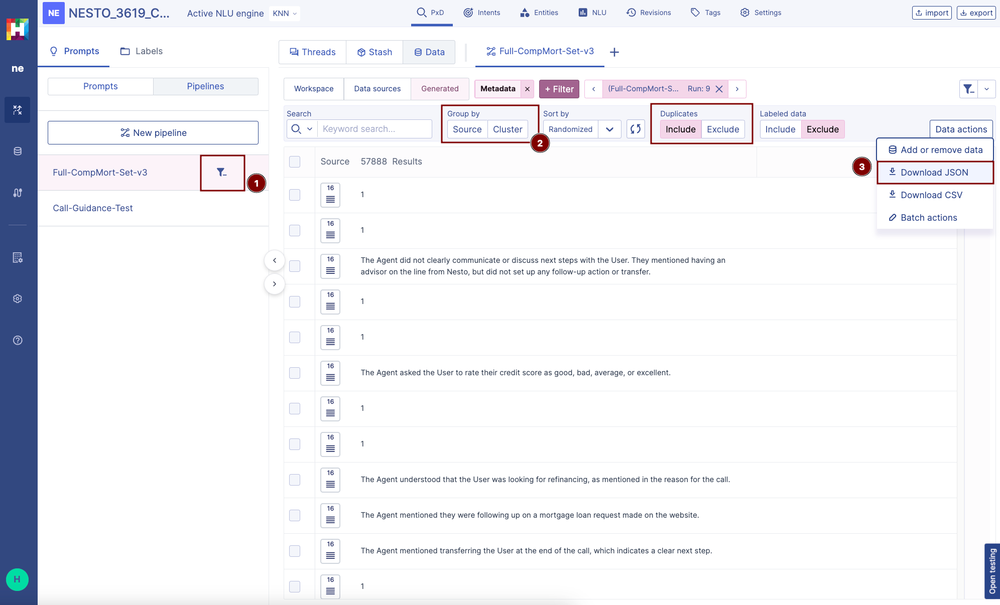 NE NESTO_3619_C... Active NLU engine KNN PxD Intents Entities NLU Revisions Tags Settings import export
H
Prompts Labels Threads Stash Data Full-CompMort-Set-v3 +
ne
Prompts Pipelines
Workspace Data sources Generated Metadata × + Filter (Full-CompMort-S... Run: 9
Search Group by Sort by Duplicates Labeled data
Keyword search... Source Cluster Randomized Include Exclude Include Exclude Data actions
2
New pipeline
Add or remove data
3
Download JSON
Download CSV
Batch actions
Full-CompMort-Set-v3
1
Call-Guidance-Test
Source 57888 Results
16
1
16
1
16
The Agent did not clearly communicate or discuss next steps with the User. They mentioned having an
advisor on the line from Nesto, but did not set up any follow-up action or transfer.
16
1
16
1
16
The Agent asked the User to rate their credit score as good, bad, average, or excellent.
16
1
16
1
16
The Agent understood that the User was looking for refinancing, as mentioned in the reason for the call.
16
The Agent mentioned they were following up on a mortgage loan request made on the website.
16
The Agent mentioned transferring the User at the end of the call, which indicates a clear next step.
16
1
H
Open testing